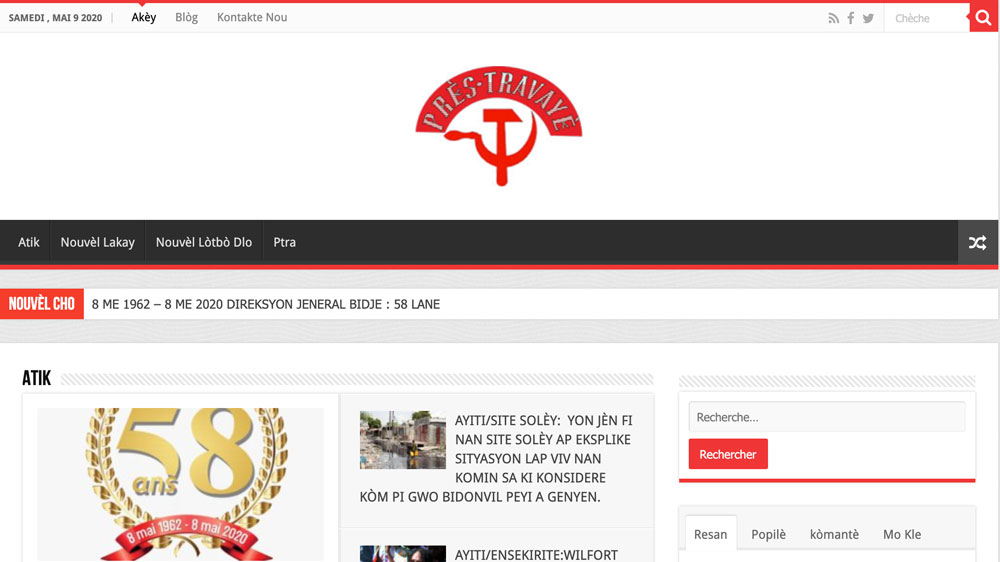 SAMEDI , MAI 9 2020
Akèy
Blòg
Kontakte Nou
Chèche
PRÈS-TRAVAYÈ
Atik
Nouvèl Lakay
Nouvèl Lòtbò Dlo
Ptra
NOUVÈL CHO
8 ME 1962 – 8 ME 2020 DIREKSYON JENERAL BIDJE : 58 LANE
ATIK
58
ans
8 mai 1962 - 8 mai 2020
AYITI/SITE SOLÈY: YON JÈN FI
NAN SITE SOLÈY AP EKSPLIKE
SITYASYON LAP VIV NAN
KOMIN SA KI KONSIDERE
KÒM PI GWO BIDONVIL PEYI A GENYEN.
AYITI/ENSEKIRITE:WILFORT
Recherche...
Rechercher
Resan
Popilè
kòmantè
Mo Kle